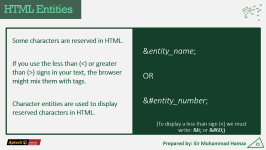 HTML Entities
Some characters are reserved in HTML.
If you use the less than (<) or greater
than (>) signs in your text, the browser
might mix them with tags.
Character entities are used to display
reserved characters in HTML.
&entity_name;
OR
&#entity_number;
(To display a less than sign (<) we must
write: &lt; or &#60;)
Aptech
Prepared by: Sir Muhammad Hamza